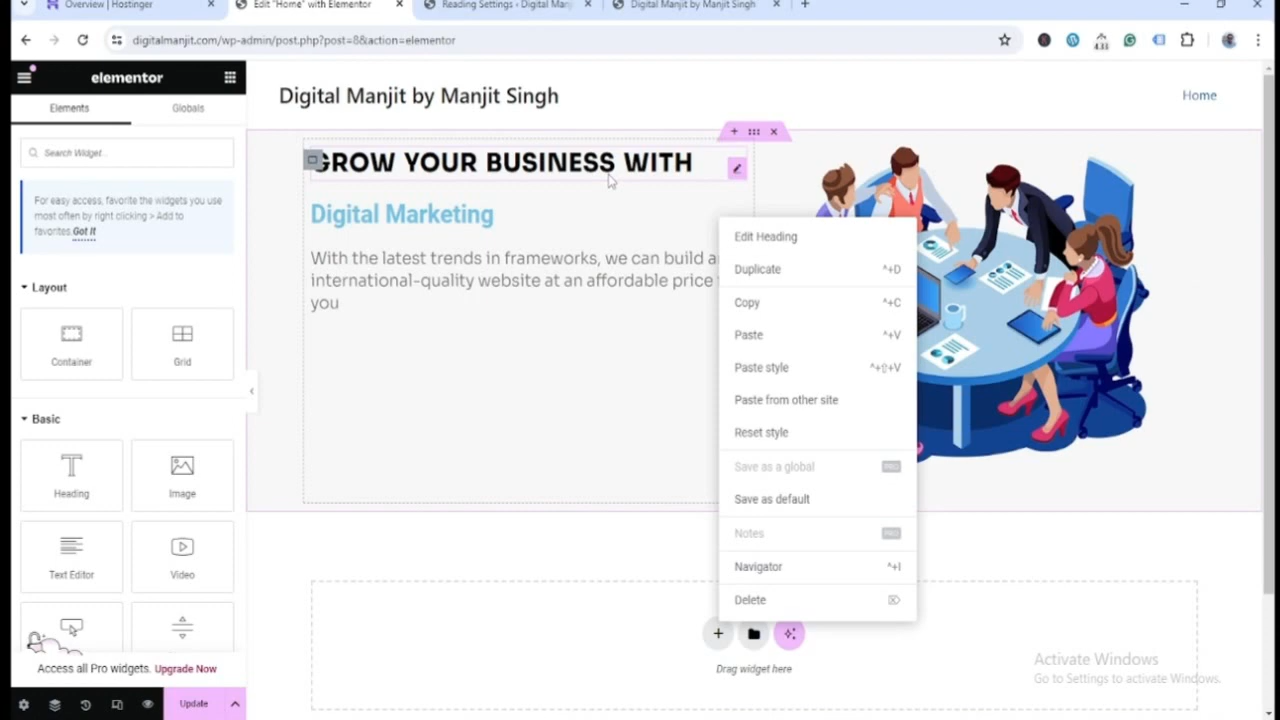 Overview | Hostinger
Edit "Home" with Elementor
Reading Settings - Digital Manj
Digital Manjit by Manjit Singh
digitalmanjit.com/wp-admin/post.php?post=8&action=elementor
4.11
elementor
Elements
Globals
Search Widget...
For easy access, favorite the widgets you
use most often by right clicking > Add to
favorites. Got It
Layout
Container
Grid
Basic
Heading
Image
Text Editor
Video
Access all Pro widgets. Upgrade Now
Update
Digital Manjit by Manjit Singh
Home
GROW YOUR BUSINESS WITH
Digital Marketing
With the latest trends in frameworks, we can build an
international-quality website at an affordable price
you
Edit Heading
Duplicate ^+D
Copy ^+C
Paste ^+V
Paste style ^+⇧+V
Paste from other site
Reset style
Save as a global PRO
Save as default
Notes PRO
Navigator ^+I
Delete ⌦
Drag widget here
Activate Windows
Go to Settings to activate Windows.